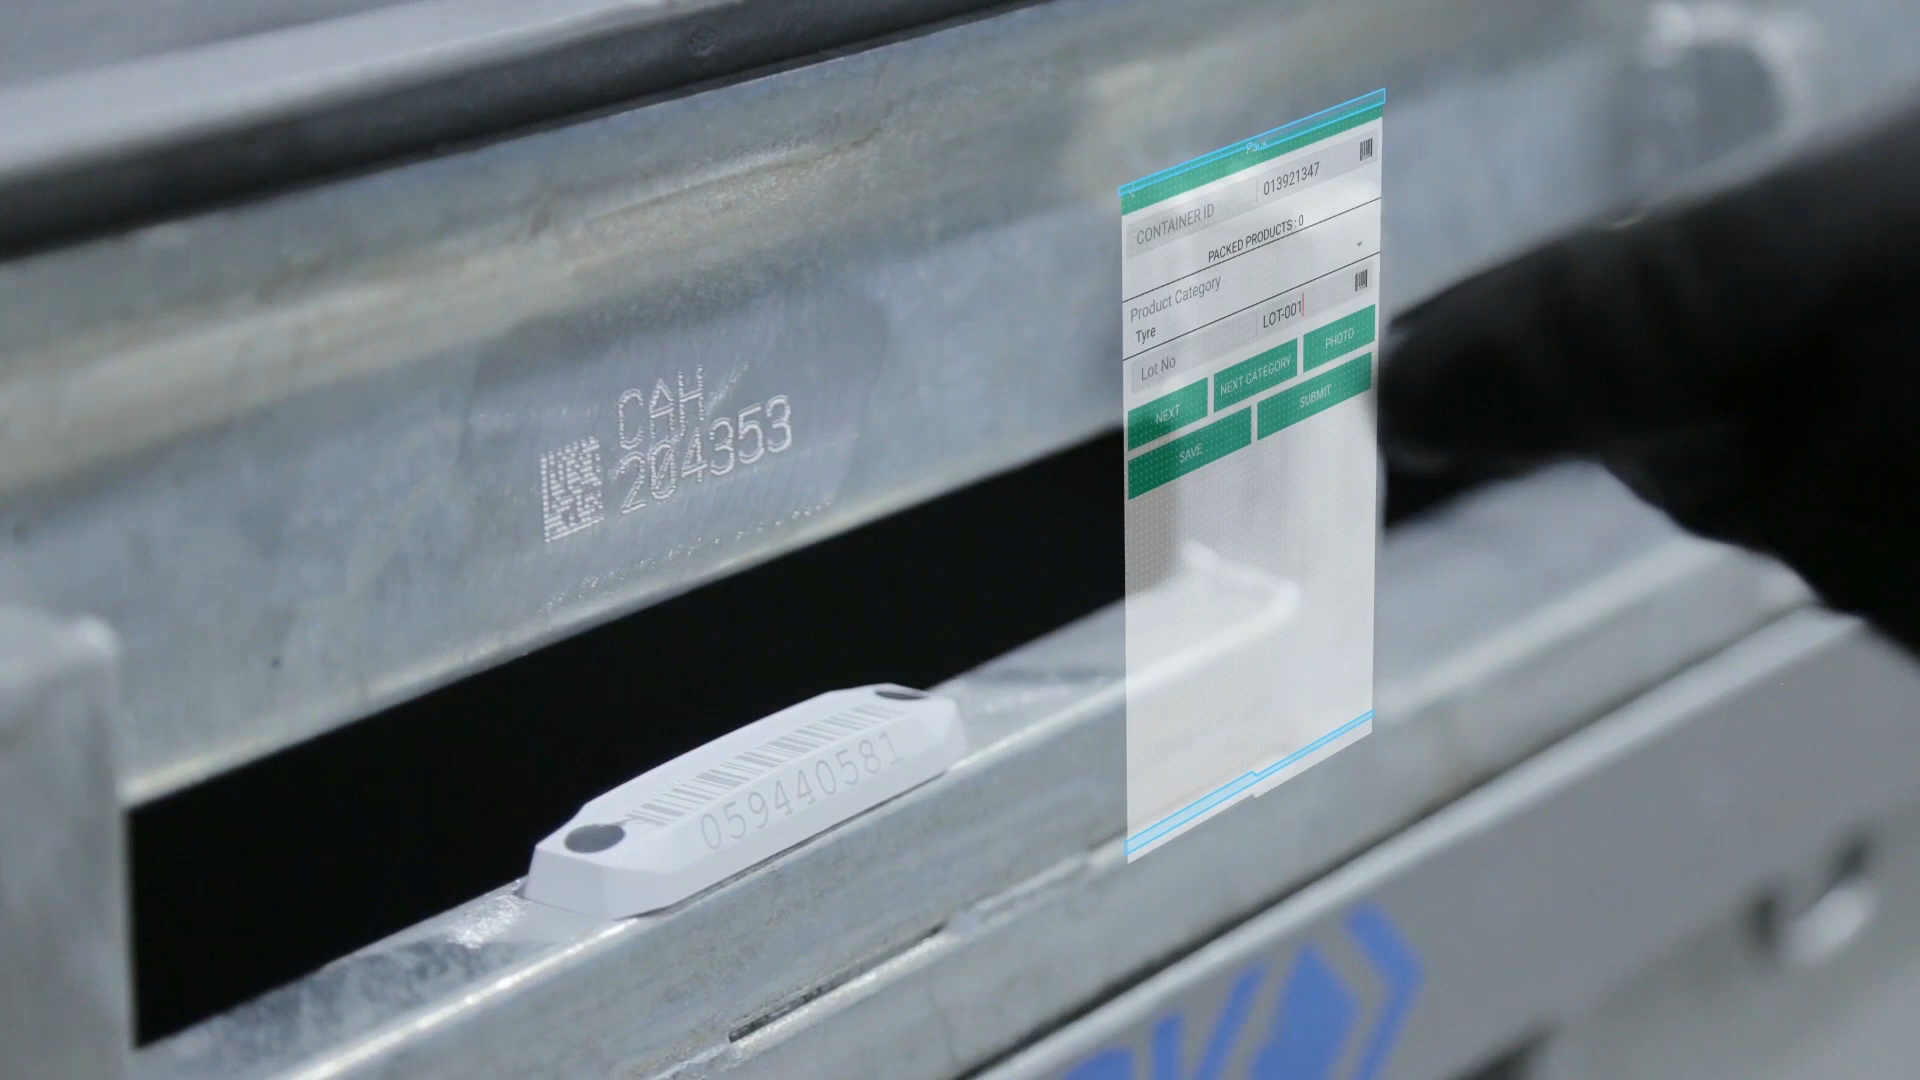 CAH
204353
059440581
Pack
CONTAINER ID
013921347
PACKED PRODUCTS : 0
Product Category
Tyre
Lot No
LOT-001
NEXT
NEXT CATEGORY
PHOTO
SAVE
SUBMIT